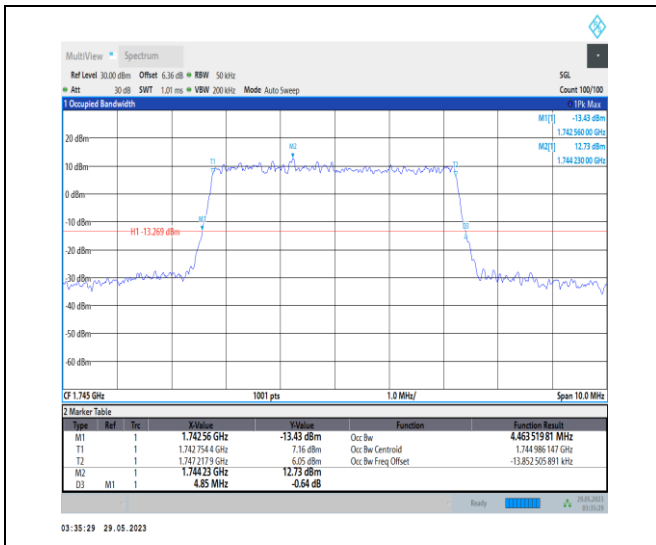 MultiView Spectrum
Ref Level 30.00 dBm Offset 6.36 dB RBW 50 kHz SGL
Att 30 dB SWT 1.01 ms VBW 200 kHz Mode Auto Sweep Count 100/100
1 Occupied Bandwidth 1Pk Max
M1[1] -13.43 dBm
1.742 560 00 GHz
M2[1] 12.73 dBm
1.744 230 00 GHz
20 dBm
M2
T1
T2
10 dBm
0 dBm
-10 dBm
M1
D3
H1 -13.269 dBm
-20 dBm
-30 dBm
-40 dBm
-50 dBm
-60 dBm
CF 1.745 GHz 1001 pts 1.0 MHz/ Span 10.0 MHz
2 Marker Table
Type Ref Trc X-Value Y-Value Function Function Result
M1 1 1.742 56 GHz -13.43 dBm Occ Bw 4.463 519 81 MHz
T1 1 1.742 754 4 GHz 7.16 dBm Occ Bw Centroid 1.744 986 147 GHz
T2 1 1.747 217 9 GHz 6.05 dBm Occ Bw Freq Offset -13.852 505 891 kHz
M2 1 1.744 23 GHz 12.73 dBm
D3 M1 1 4.85 MHz -0.64 dB
Ready 29.05.2023
03:35:29
03:35:29 29.05.2023